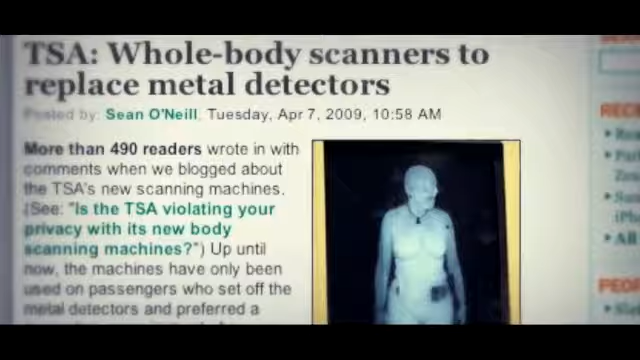 TSA: Whole-body scanners to
replace metal detectors
Posted by: Sean O'Neill, Tuesday, Apr 7, 2009, 10:58 AM
More than 490 readers wrote in with
comments when we blogged about
the TSA's new scanning machines.
(See: "Is the TSA violating your
privacy with its new body
scanning machines?") Up until
now, the machines have only been
used on passengers who set off the
metal detectors and preferred a